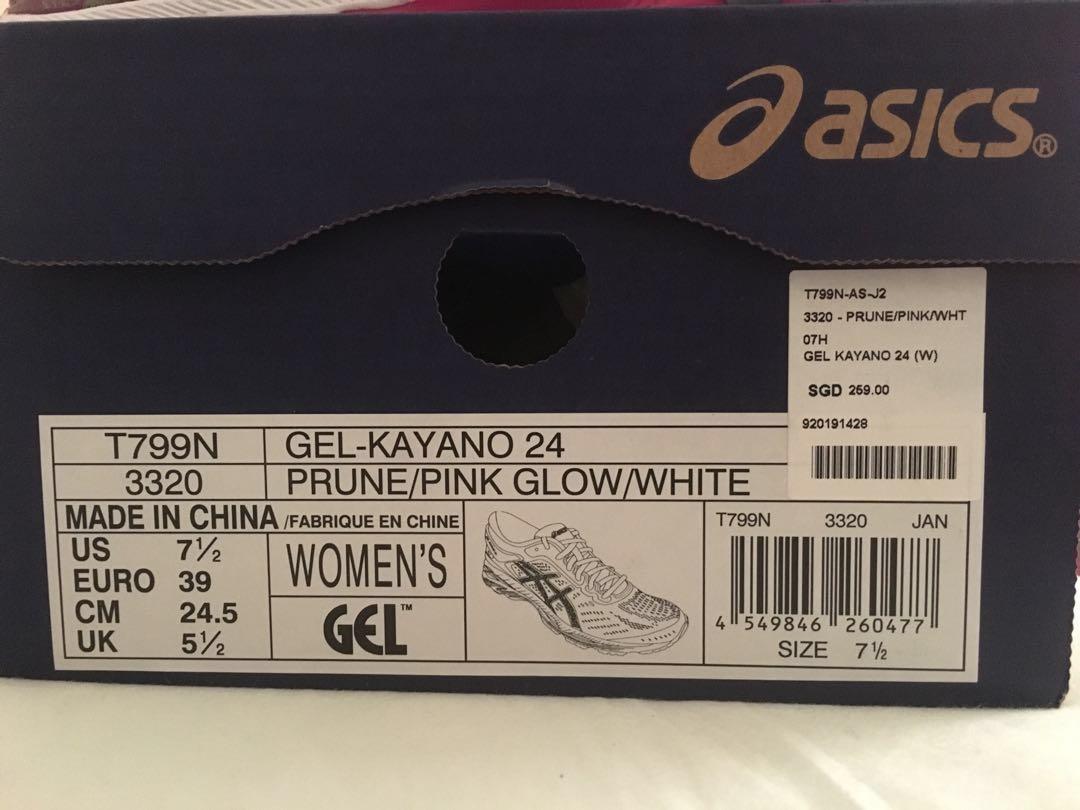 asics®
T799N-AS-J2
3320 - PRUNE/PINK/WHT
07H
GEL KAYANO 24 (W)
SGD 269.00
920191428
T799N GEL-KAYANO 24
3320 PRUNE/PINK GLOW/WHITE
MADE IN CHINA /FABRIQUE EN CHINE
US 7½
EURO 39
CM 24.5
UK 5½
WOMEN'S
GEL™
asics
T799N 3320 JAN
4 549846 260477
SIZE 7½